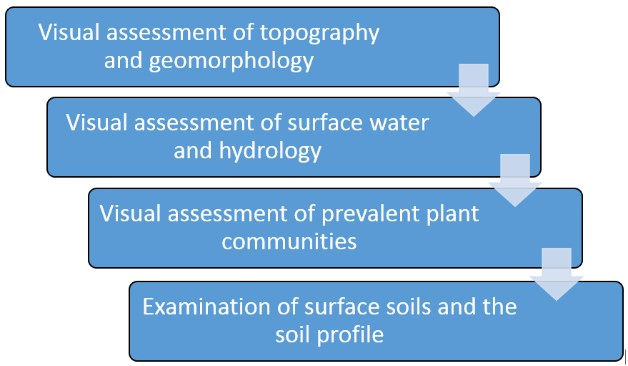 Visual assessment of topography
and geomorphology
Visual assessment of surface water
and hydrology
Visual assessment of prevalent plant
communities
Examination of surface soils and the
soil profile